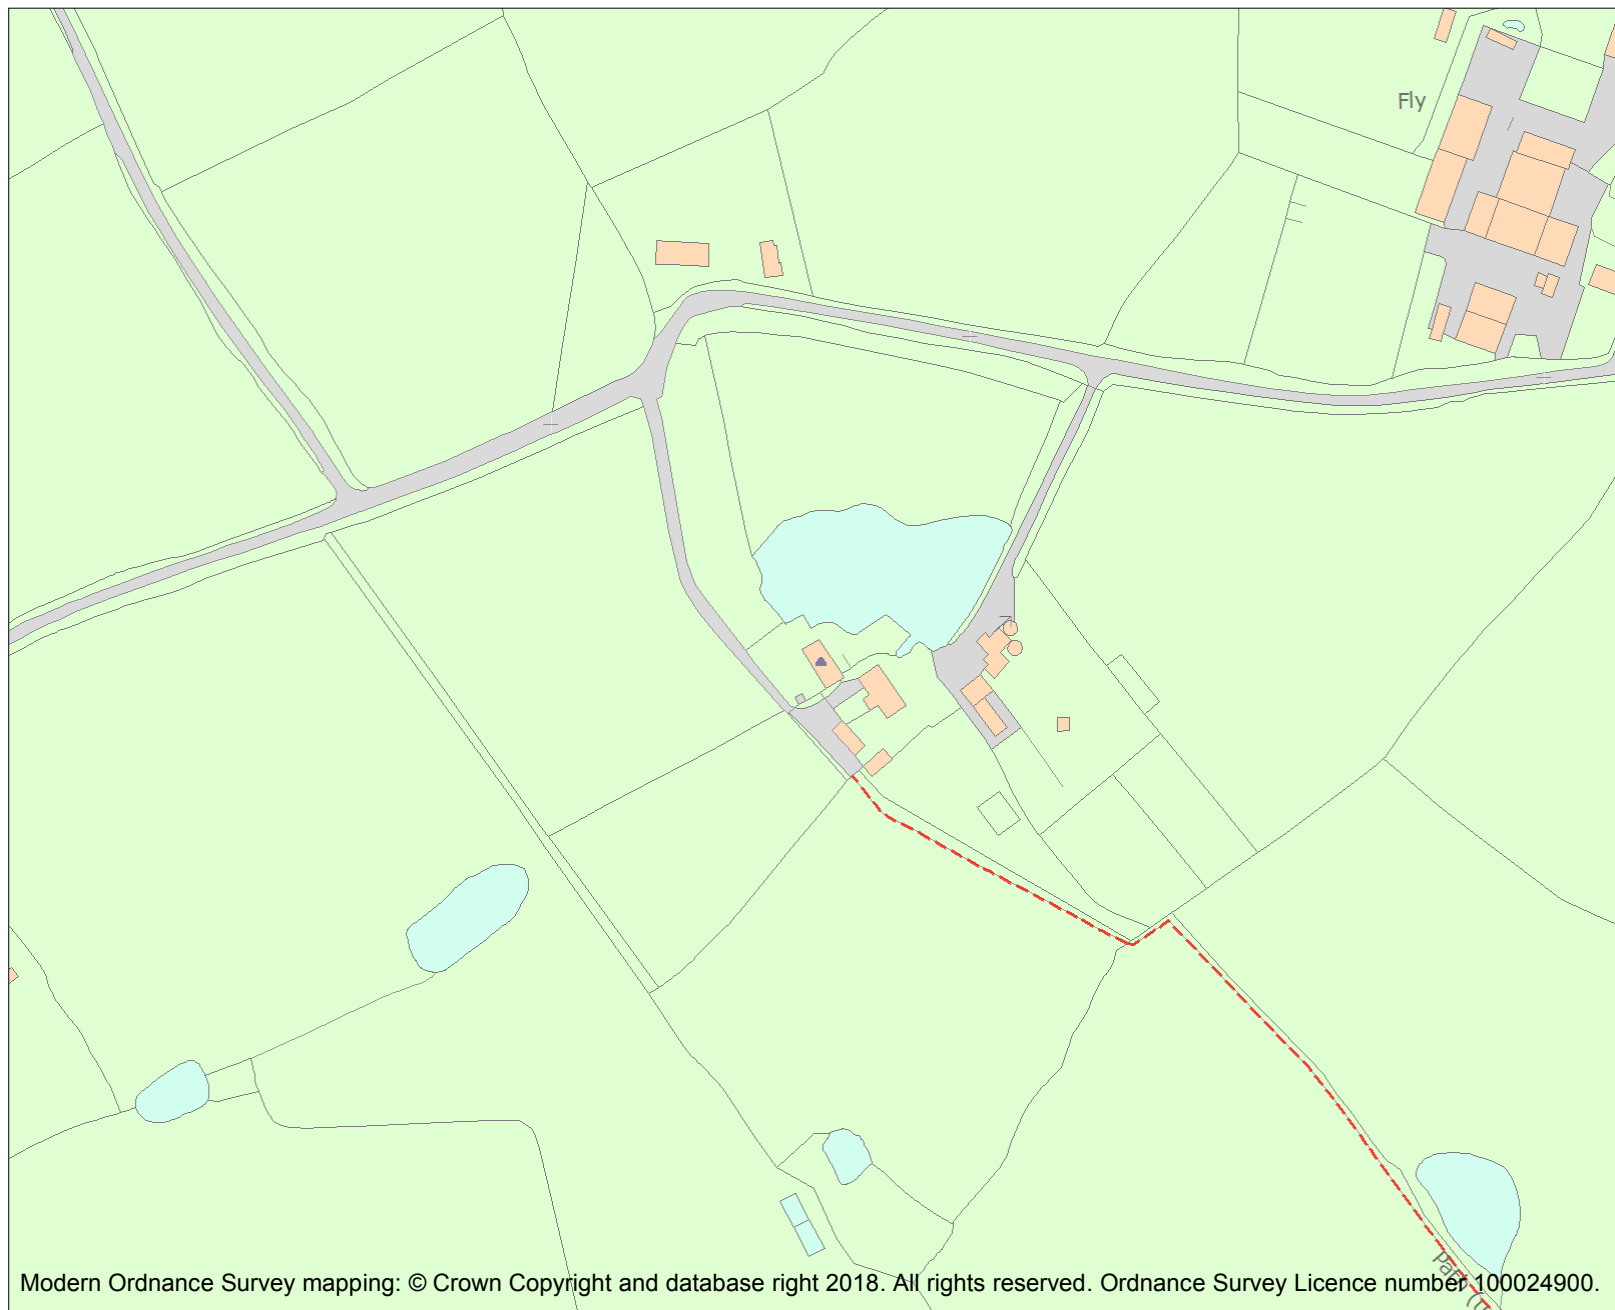 Fly
Path
Modern Ordnance Survey mapping: © Crown Copyright and database right 2018. All rights reserved. Ordnance Survey Licence number 100024900.